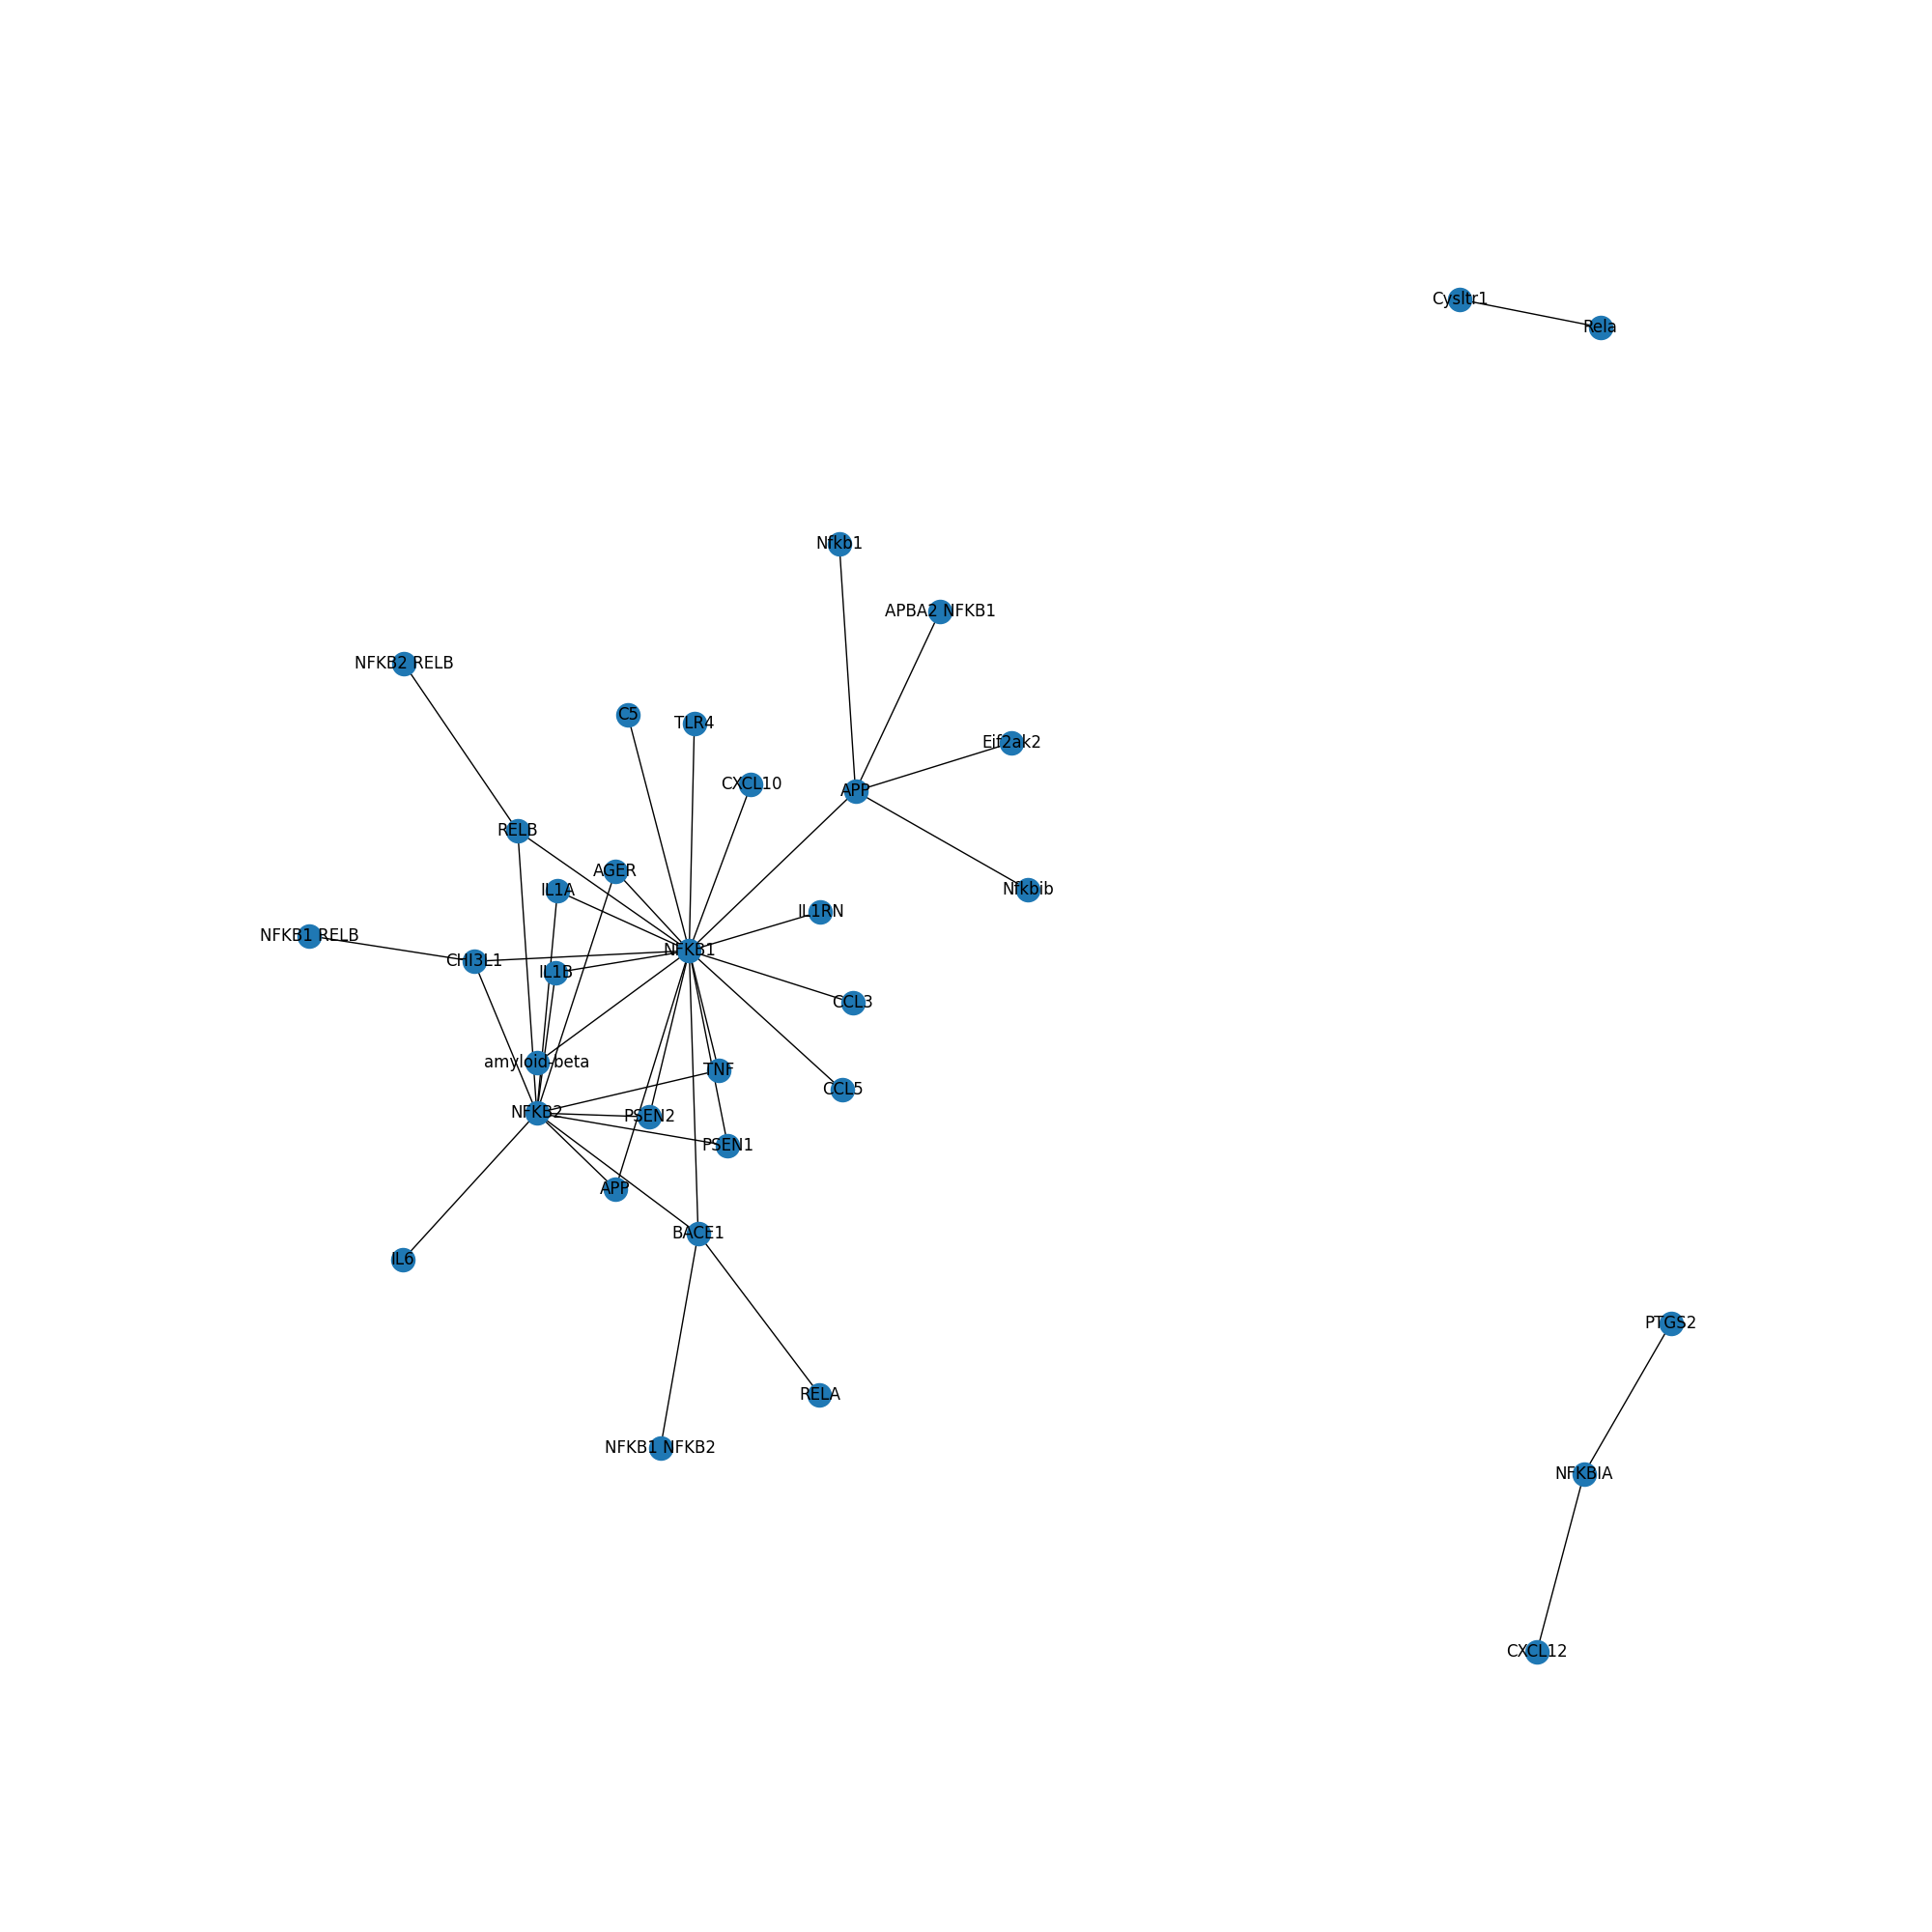 Cysltr1
Rela
Nfkb1
APBA2 NFKB1
NFKB2 RELB
C5
TLR4
Eif2ak2
CXCL10
APP
RELB
AGER
IL1A
Nfkbib
IL1RN
NFKB1 RELB
NFKB1
CHI3L1
IL1B
CCL3
amyloid-beta
TNF
CCL5
NFKB2
PSEN2
PSEN1
APP
BACE1
IL6
PTGS2
RELA
NFKB1 NFKB2
NFKBIA
CXCL12